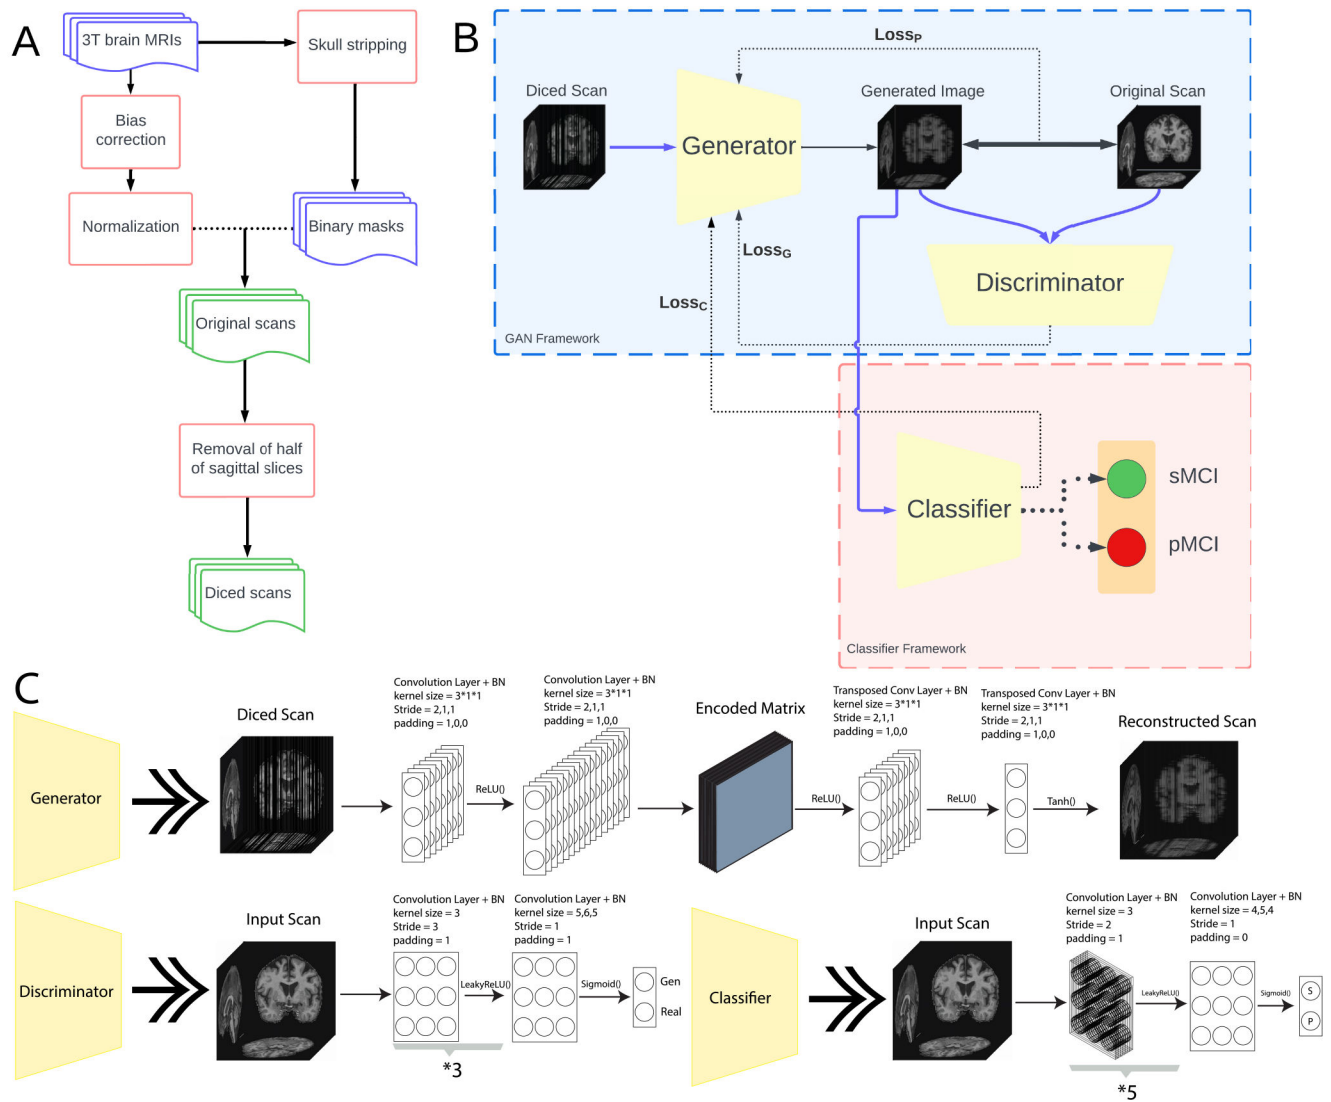 A
3T brain MRIs
Skull stripping
Bias
correction
Normalization
Binary masks
Original scans
Removal of half
of sagittal slices
Diced scans
B
LossP
Diced Scan
Generated Image
Original Scan
Generator
LossG
Discriminator
LossC
GAN Framework
Classifier
sMCI
pMCI
Classifier Framework
C
Generator
Diced Scan
Convolution Layer + BN
kernel size = 3*1*1
Stride = 2,1,1
padding = 1,0,0
ReLU()
Convolution Layer + BN
kernel size = 3*1*1
Stride = 2,1,1
padding = 1,0,0
Encoded Matrix
ReLU()
Transposed Conv Layer + BN
kernel size = 3*1*1
Stride = 2,1,1
padding = 1,0,0
ReLU()
Transposed Conv Layer + BN
kernel size = 3*1*1
Stride = 2,1,1
padding = 1,0,0
Tanh()
Reconstructed Scan
Discriminator
Input Scan
Convolution Layer + BN
kernel size = 3
Stride = 3
padding = 1
LeakyReLU()
*3
Convolution Layer + BN
kernel size = 5,6,5
Stride = 1
padding = 1
Sigmoid()
Gen
Real
Classifier
Input Scan
Convolution Layer + BN
kernel size = 3
Stride = 2
padding = 1
LeakyReLU()
*5
Convolution Layer + BN
kernel size = 4,5,4
Stride = 1
padding = 0
Sigmoid()
S
P